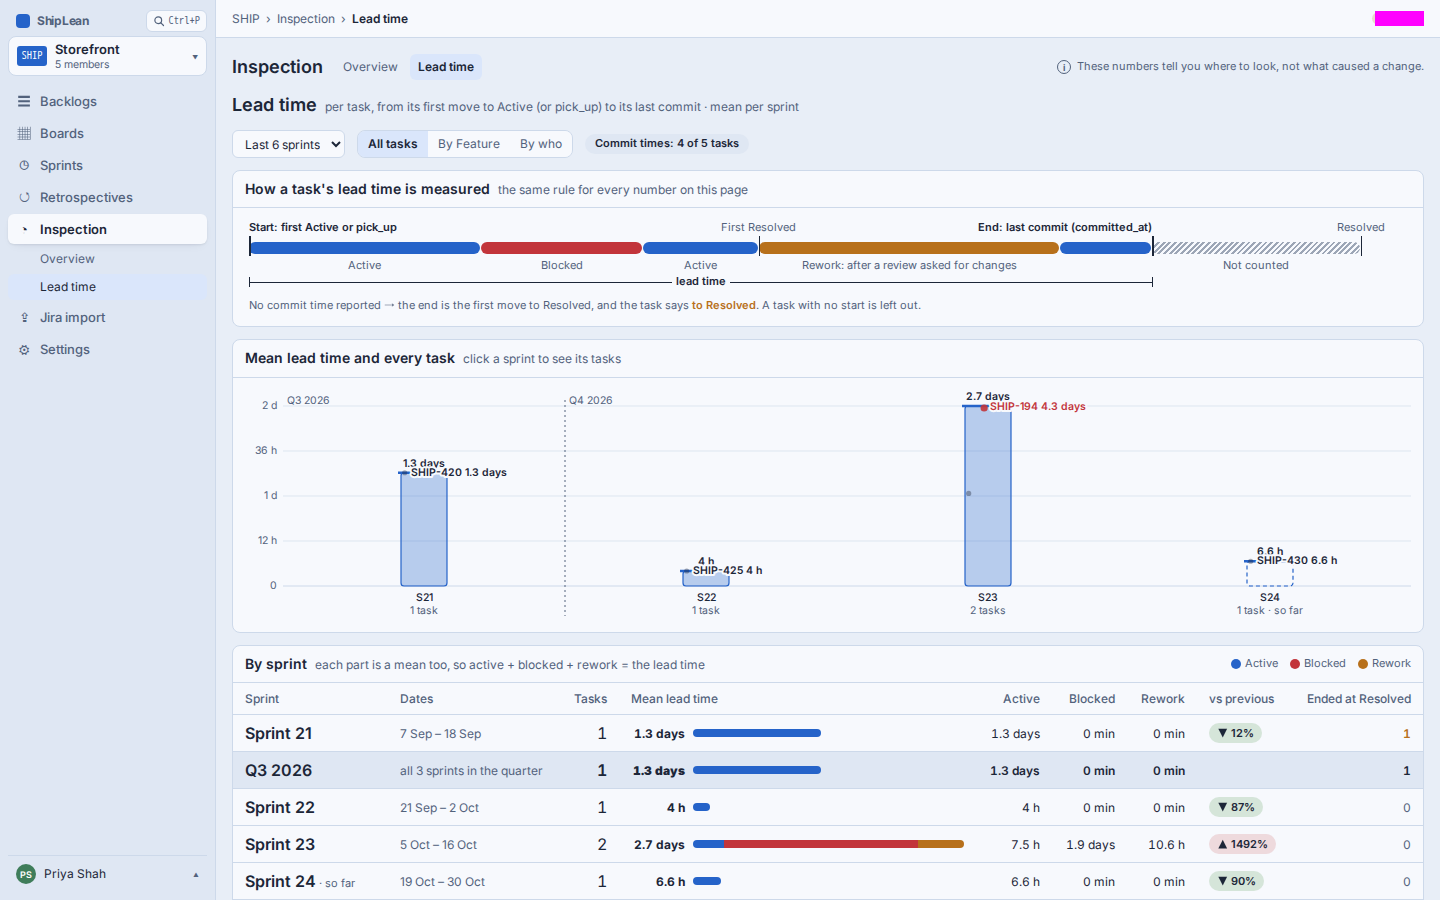 ShipLean
Ctrl+P
SHIP
Storefront
5 members
Backlogs
Boards
Sprints
Retrospectives
Inspection
Overview
Lead time
Jira import
Settings
PS Priya Shah
SHIP › Inspection › Lead time
Inspection Overview Lead time
These numbers tell you where to look, not what caused a change.
Lead time per task, from its first move to Active (or pick_up) to its last commit · mean per sprint
Last 6 sprints All tasks By Feature By who Commit times: 4 of 5 tasks
How a task's lead time is measured the same rule for every number on this page
Start: first Active or pick_up First Resolved End: last commit (committed_at) Resolved
Active Blocked Active Rework: after a review asked for changes Not counted
lead time
No commit time reported → the end is the first move to Resolved, and the task says to Resolved. A task with no start is left out.
Mean lead time and every task click a sprint to see its tasks
Q3 2026 Q4 2026
2 d
36 h
1 d
12 h
0
1.3 days
SHIP-420 1.3 days
4 h
SHIP-425 4 h
2.7 days
SHIP-194 4.3 days
6.6 h
SHIP-430 6.6 h
S21 S22 S23 S24
1 task 1 task 2 tasks 1 task · so far
By sprint each part is a mean too, so active + blocked + rework = the lead time Active Blocked Rework
Sprint Dates Tasks Mean lead time Active Blocked Rework vs previous Ended at Resolved
Sprint 21 7 Sep – 18 Sep 1 1.3 days 1.3 days 0 min 0 min ▼ 12% 1
Q3 2026 all 3 sprints in the quarter 1 1.3 days 1.3 days 0 min 0 min 1
Sprint 22 21 Sep – 2 Oct 1 4 h 4 h 0 min 0 min ▼ 87% 0
Sprint 23 5 Oct – 16 Oct 2 2.7 days 7.5 h 1.9 days 10.6 h ▲ 1492% 0
Sprint 24 · so far 19 Oct – 30 Oct 1 6.6 h 6.6 h 0 min 0 min ▼ 90% 0